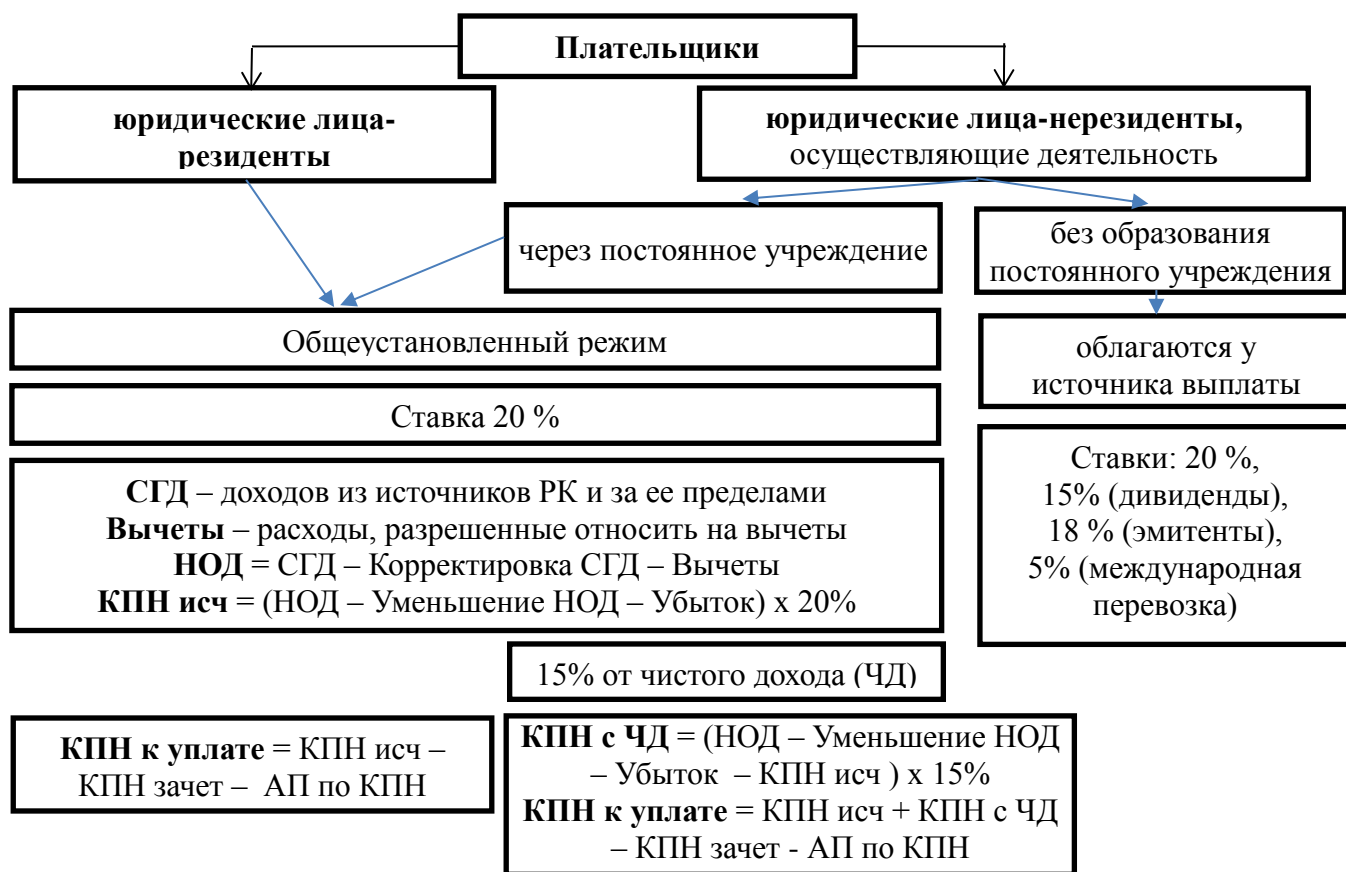 Плательщики
юридические лица-
резиденты
юридические лица-нерезиденты,
осуществляющие деятельность
через постоянное учреждение
без образования
постоянного учреждения
Общеустановленный режим
облагаются у
источника выплаты
Ставка 20 %
Ставки: 20 %,
15% (дивиденды),
18 % (эмитенты),
5% (международная
перевозка)
СГД – доходов из источников РК и за ее пределами
Вычеты – расходы, разрешенные относить на вычеты
НОД = СГД – Корректировка СГД – Вычеты
КПН исч = (НОД – Уменьшение НОД – Убыток) х 20%
15% от чистого дохода (ЧД)
КПН к уплате = КПН исч –
КПН зачет – АП по КПН
КПН с ЧД = (НОД – Уменьшение НОД
– Убыток – КПН исч ) х 15%
КПН к уплате = КПН исч + КПН с ЧД
– КПН зачет - АП по КПН